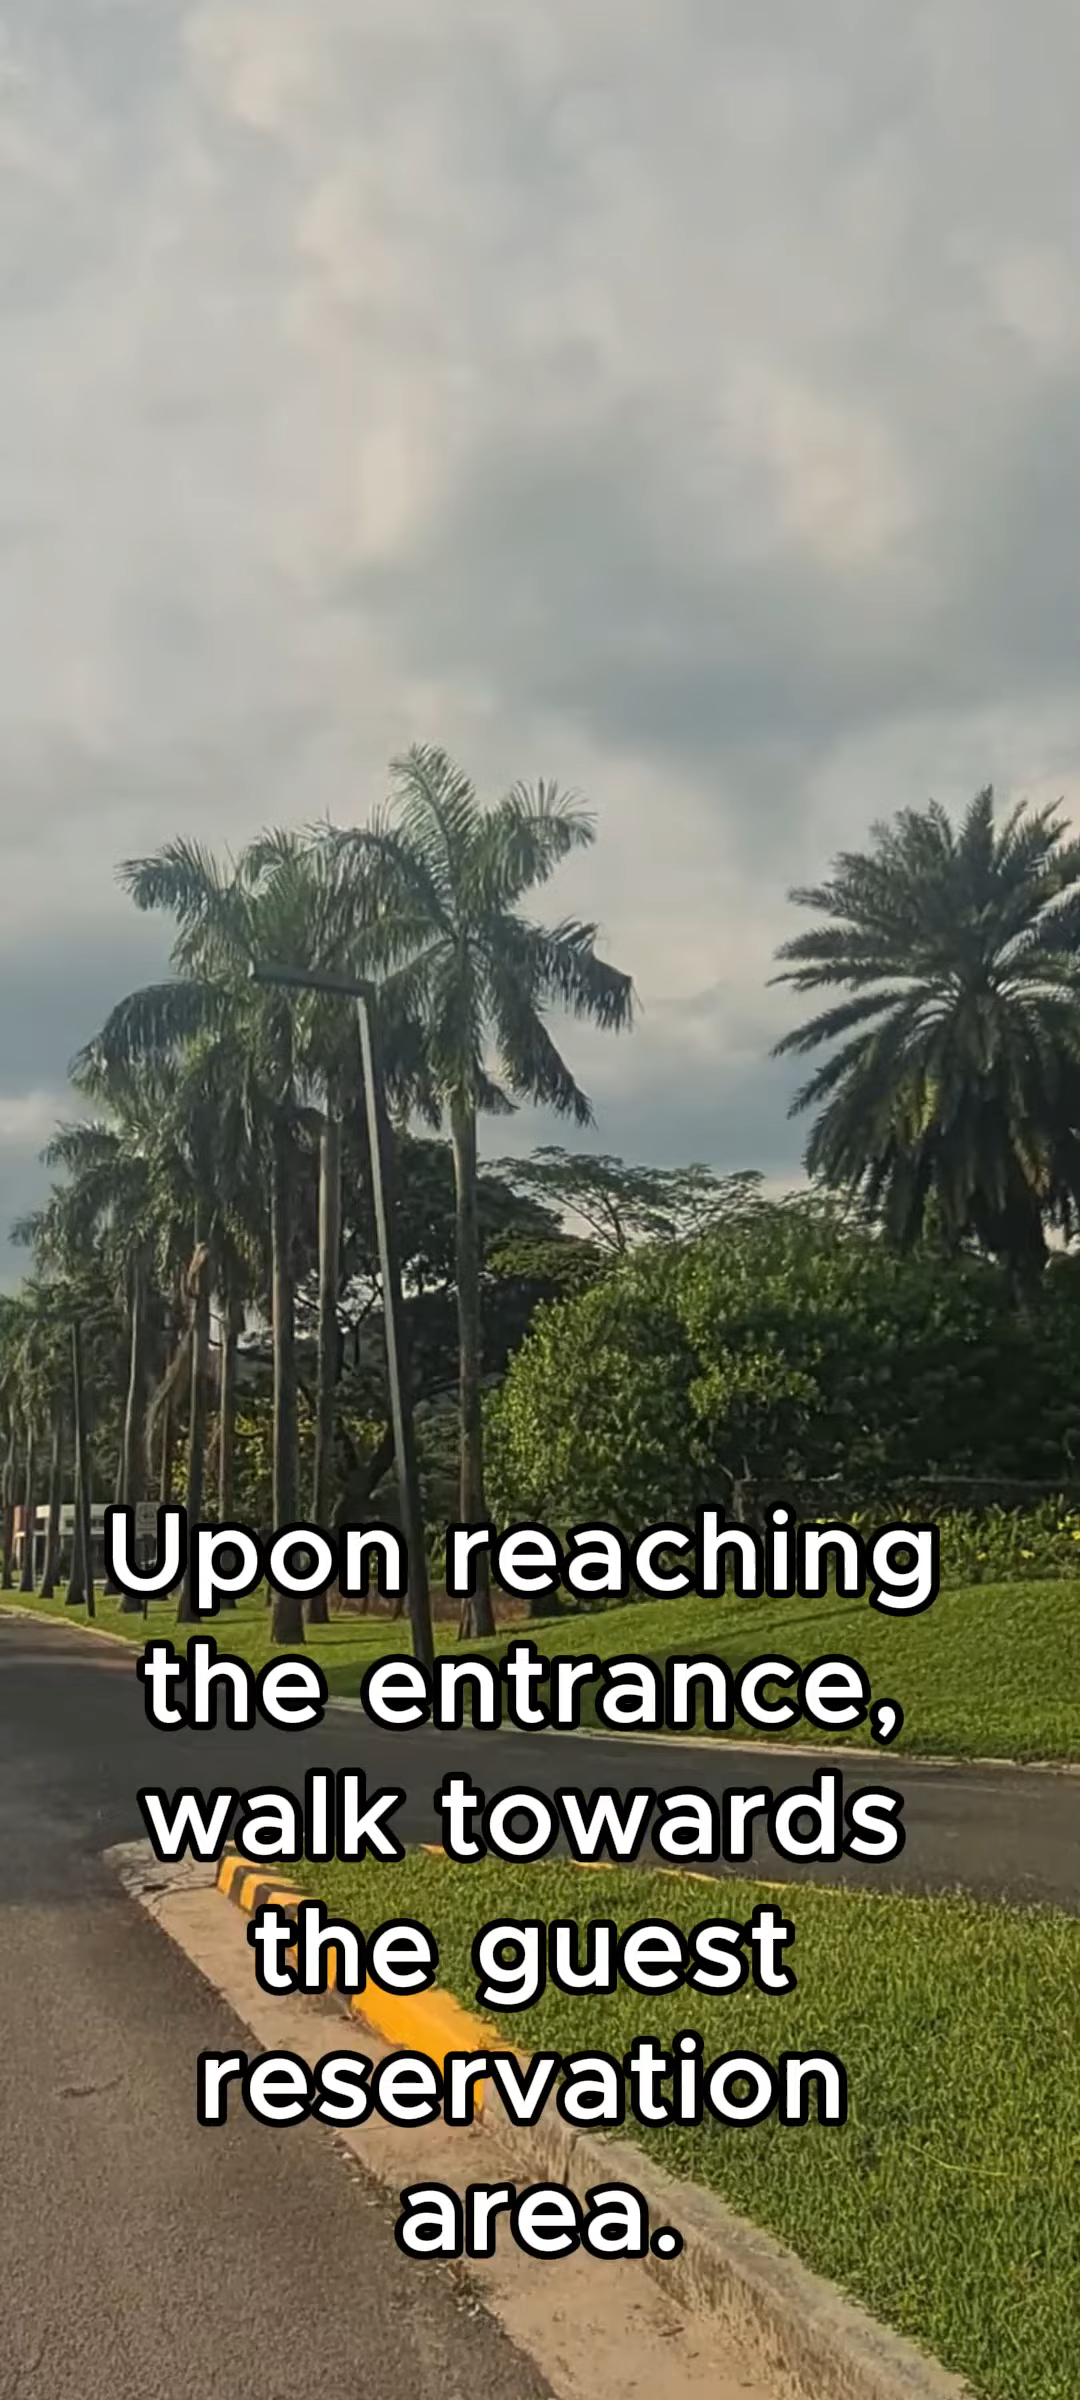 Upon reaching
the entrance,
walk towards
the guest
reservation
area.